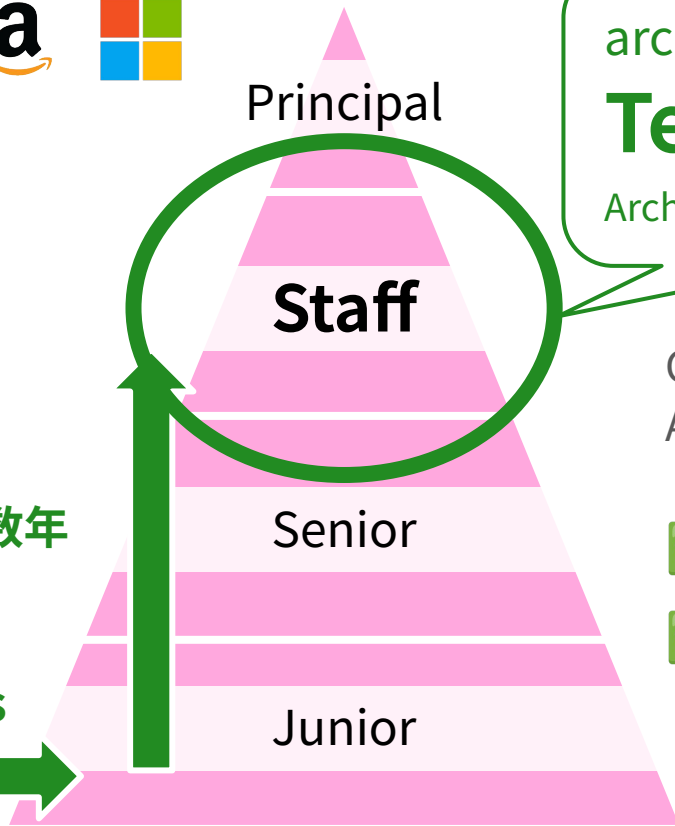 a
arc
Principal
Te
Arch
Staff
数年
Senior
s
Junior